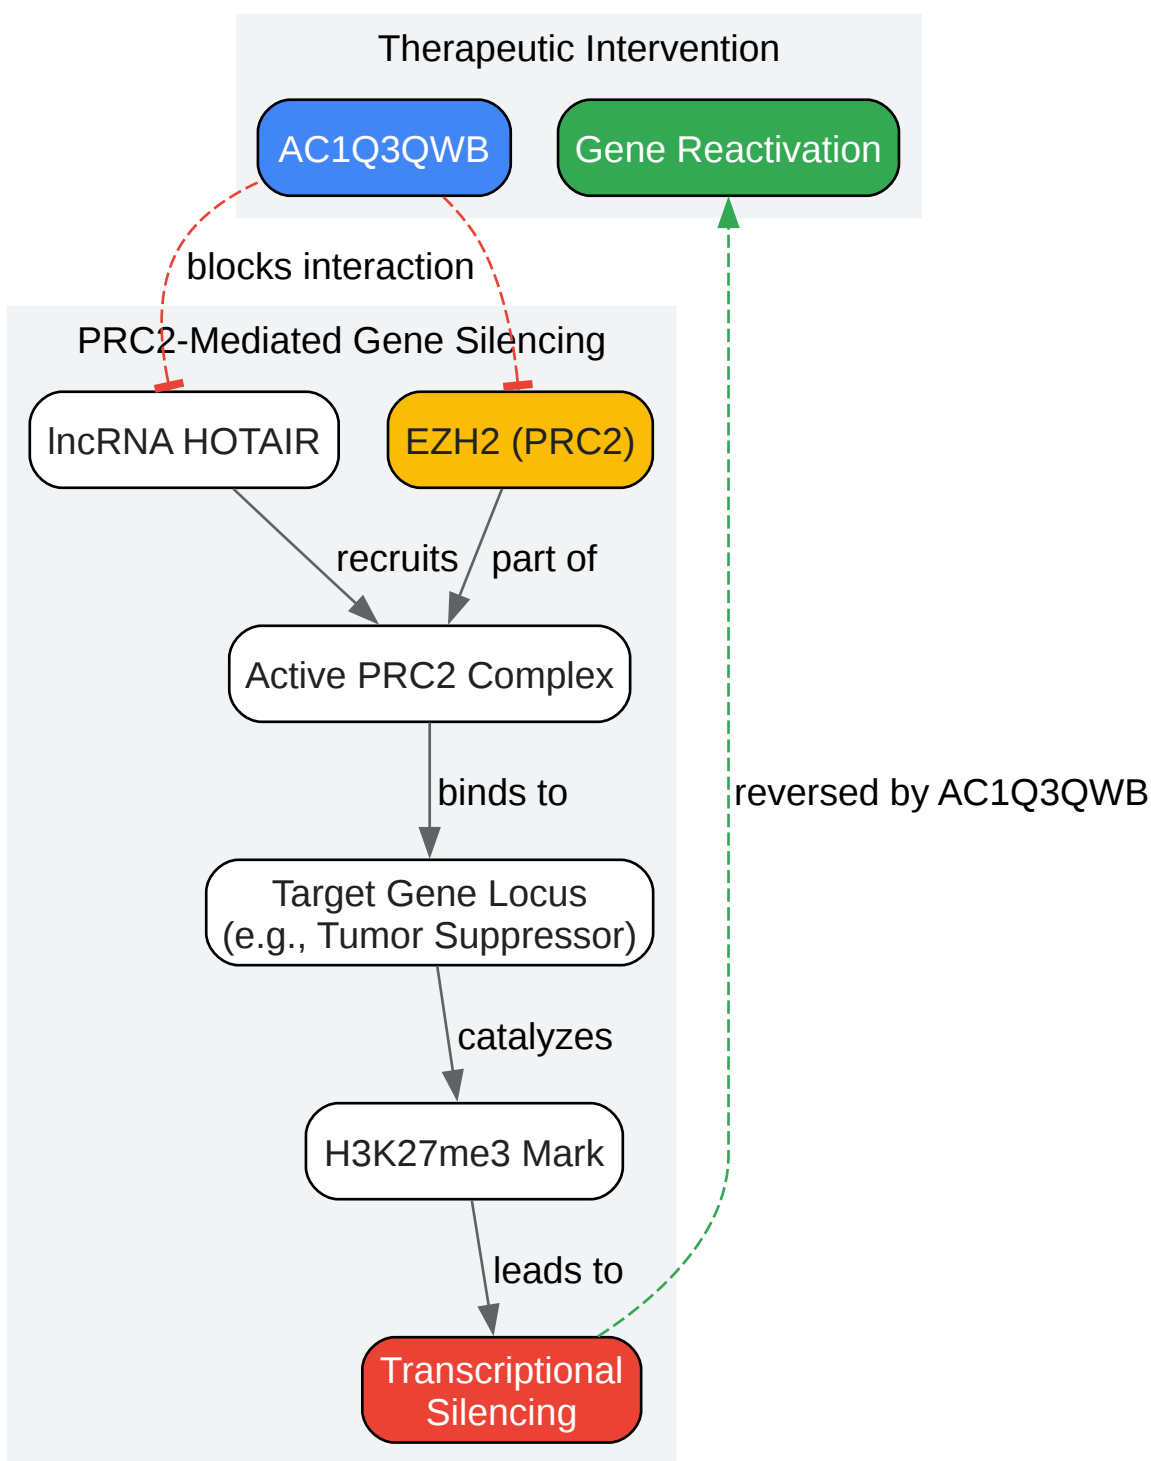 Therapeutic Intervention
AC1Q3QWB
Gene Reactivation
blocks interaction
PRC2-Mediated Gene Silencing
lncRNA HOTAIR
EZH2 (PRC2)
recruits
part of
Active PRC2 Complex
binds to
reversed by AC1Q3QWB
Target Gene Locus
(e.g., Tumor Suppressor)
catalyzes
H3K27me3 Mark
leads to
Transcriptional
Silencing